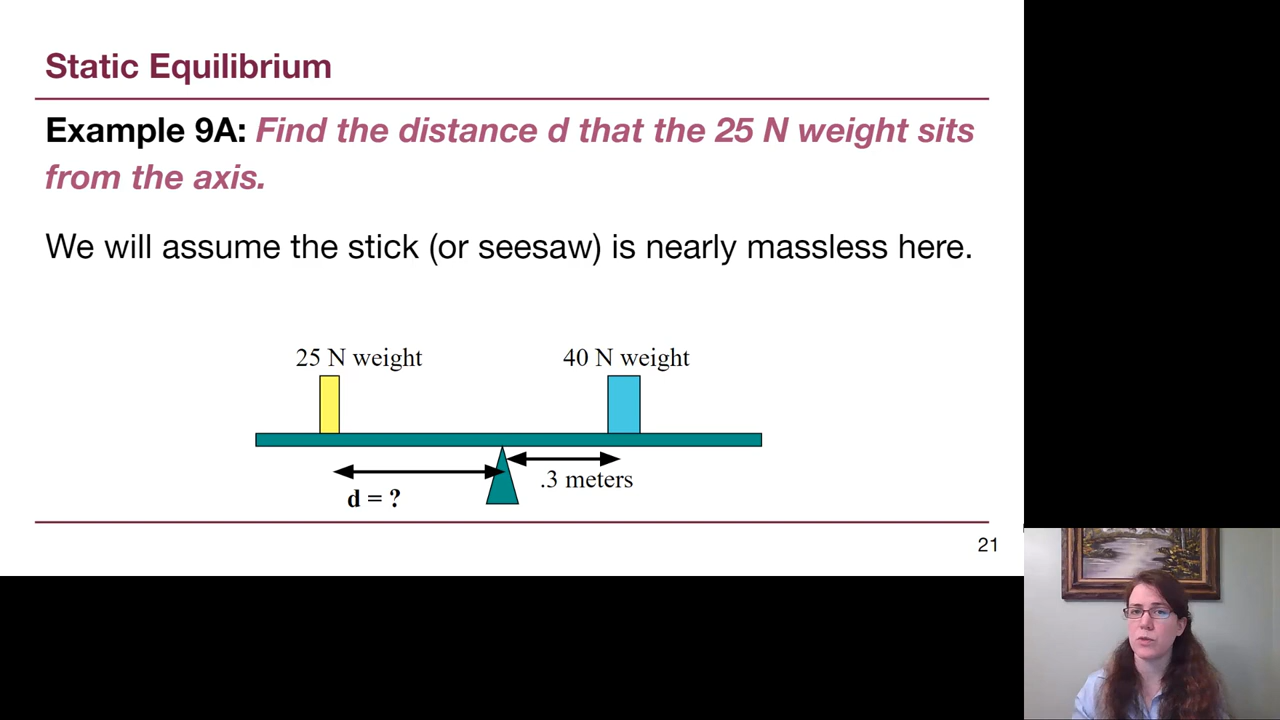 Static Equilibrium
Example 9A: Find the distance d that the 25 N weight sits
from the axis.
We will assume the stick (or seesaw) is nearly massless here.
25 N weight
40 N weight
.3 meters
d = ?
21